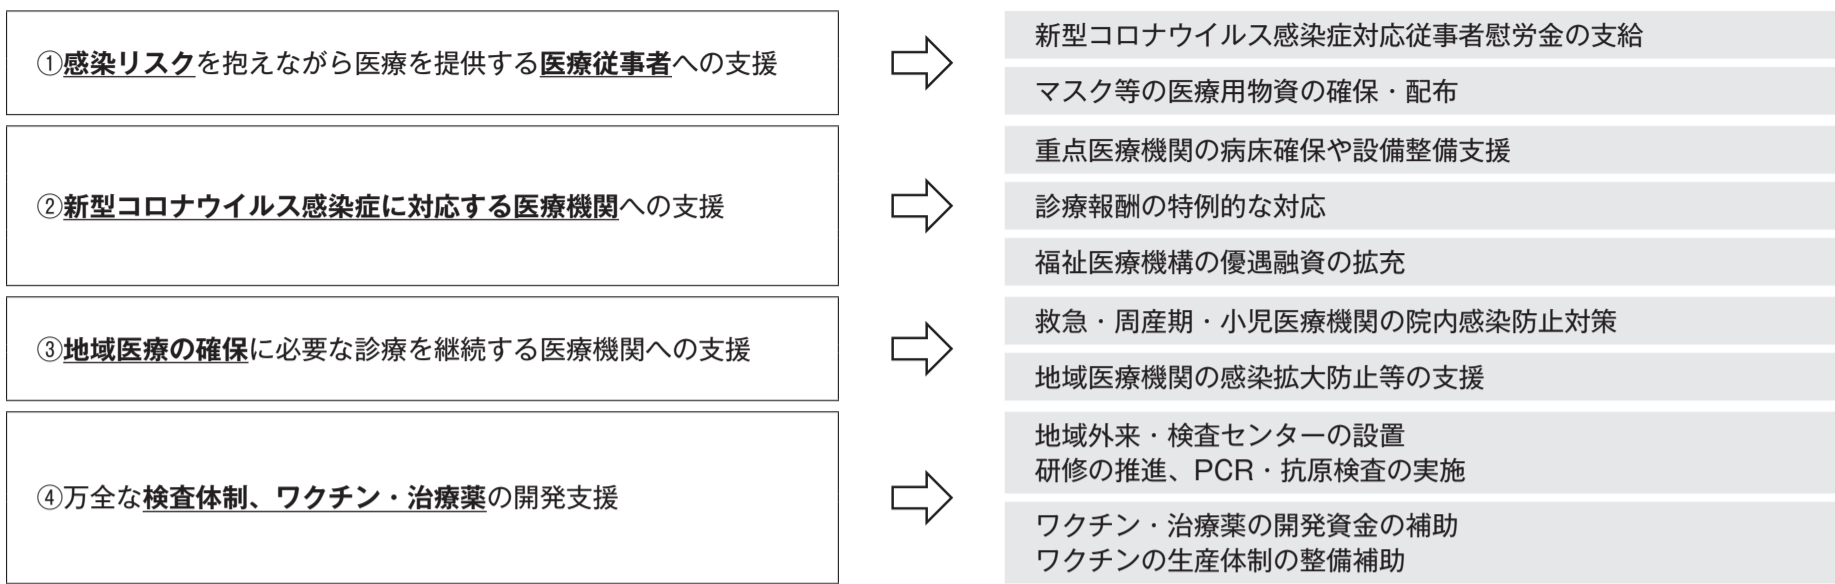 ①感染リスクを抱えながら医療を提供する医療従事者への支援
新型コロナウイルス感染症対応従事者慰労金の支給
マスク等の医療用物資の確保・配布
②新型コロナウイルス感染症に対応する医療機関への支援
重点医療機関の病床確保や設備整備支援
診療報酬の特例的な対応
福祉医療機構の優遇融資の拡充
③地域医療の確保に必要な診療を継続する医療機関への支援
救急・周産期・小児医療機関の院内感染防止対策
地域医療機関の感染拡大防止等の支援
④万全な検査体制、ワクチン・治療薬の開発支援
地域外来・検査センターの設置
研修の推進、PCR・抗原検査の実施
ワクチン・治療薬の開発資金の補助
ワクチンの生産体制の整備補助